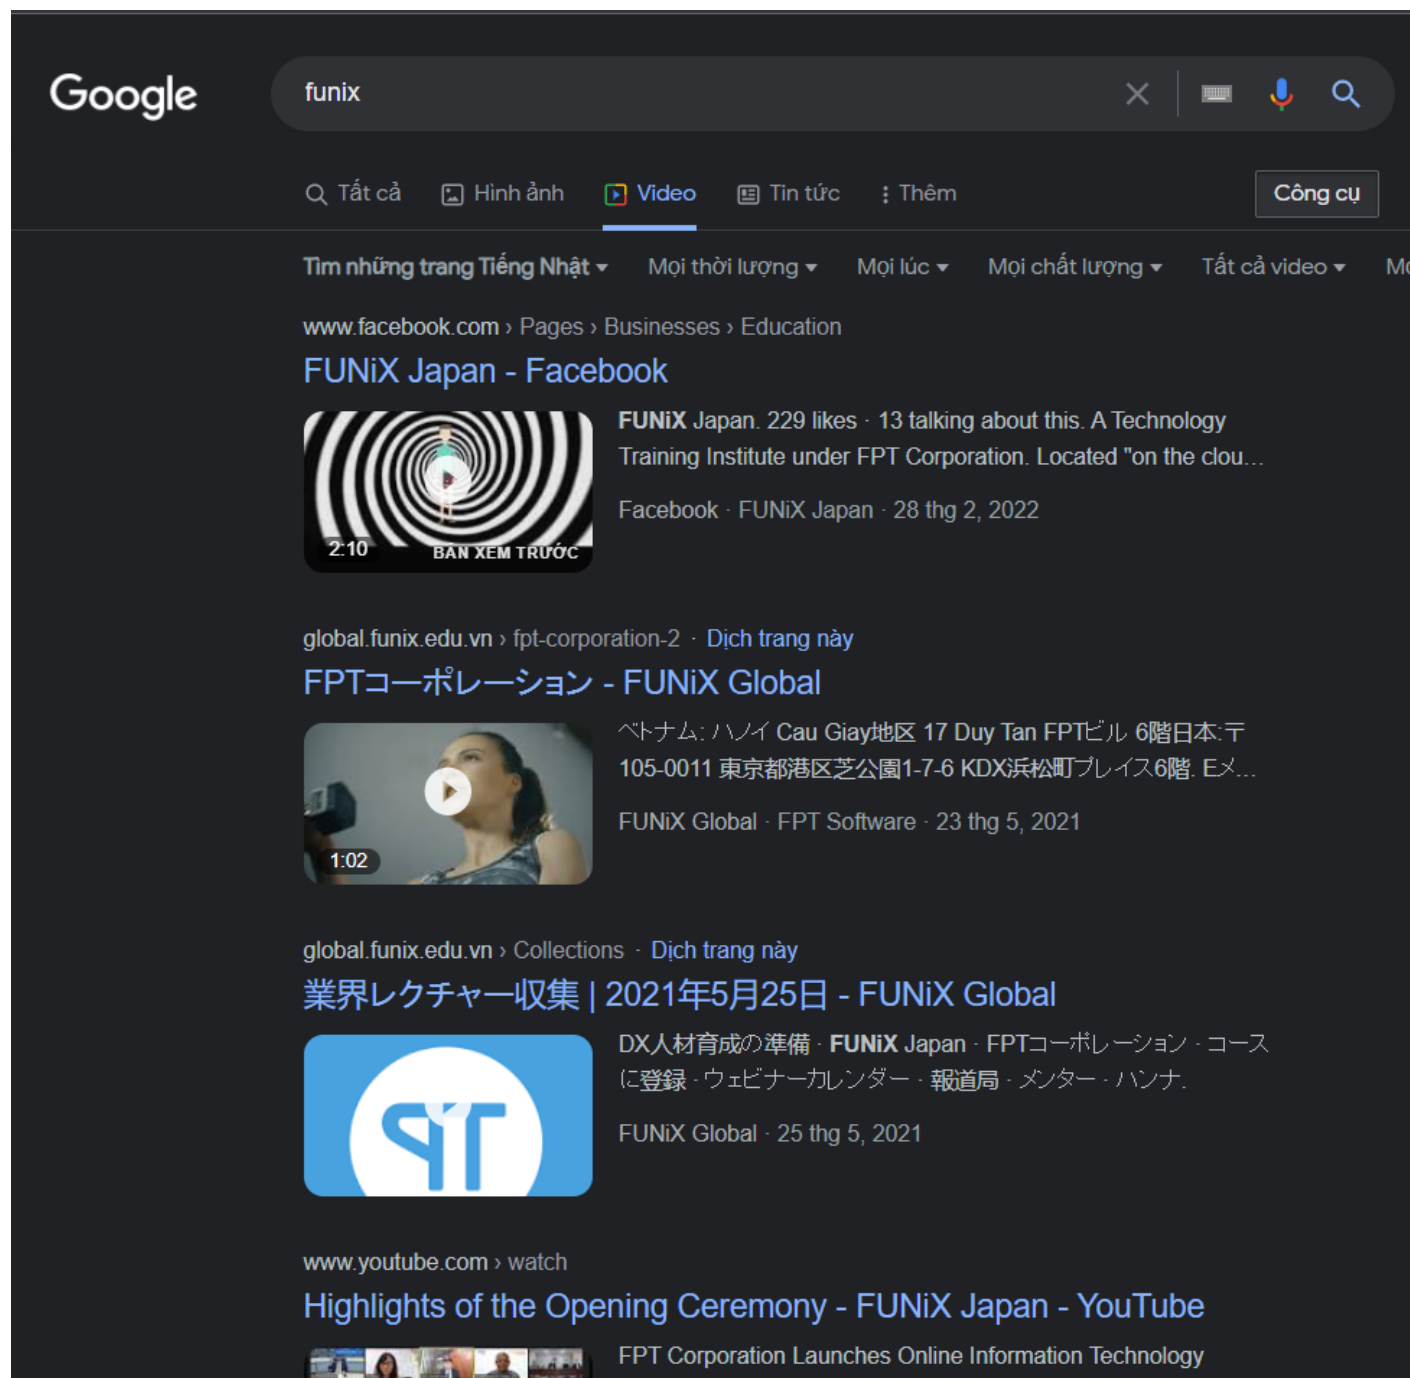 Google
funix
Tất cả Hình ảnh Video Tin tức Thêm Công cụ
Tìm những trang Tiếng Nhật Mọi thời lượng Mọi lúc Mọi chất lượng Tất cả video
www.facebook.com › Pages › Businesses › Education
FUNiX Japan - Facebook
FUNiX Japan. 229 likes · 13 talking about this. A Technology
Training Institute under FPT Corporation. Located "on the clou...
Facebook · FUNiX Japan · 28 thg 2, 2022
2:10 BẢN XEM TRƯỚC
global.funix.edu.vn › fpt-corporation-2 · Dịch trang này
FPTコーポレーション - FUNiX Global
ベトナム: ハノイ Cau Giay地区 17 Duy Tan FPTビル 6階日本:〒
105-0011 東京都港区芝公園1-7-6 KDX浜松町プレイス6階. Eメ...
FUNiX Global · FPT Software · 23 thg 5, 2021
1:02
global.funix.edu.vn › Collections · Dịch trang này
業界レクチャー収集 | 2021年5月25日 - FUNiX Global
DX人材育成の準備 · FUNiX Japan · FPTコーポレーション · コース
に登録 · ウェビナーカレンダー · 報道局 · メンター · ハンナ.
FUNiX Global · 25 thg 5, 2021
www.youtube.com › watch
Highlights of the Opening Ceremony - FUNiX Japan - YouTube
FPT Corporation Launches Online Information Technology